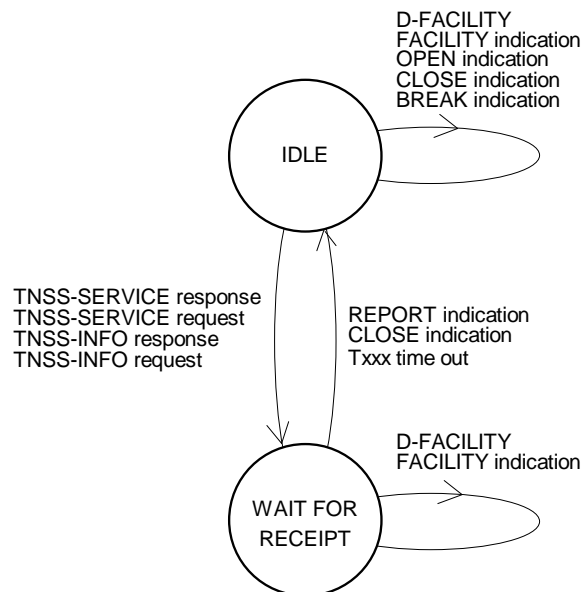 D-FACILITY
FACILITY indication
OPEN indication
CLOSE indication
BREAK indication
IDLE
TNSS-SERVICE response
TNSS-SERVICE request
TNSS-INFO response
TNSS-INFO request
REPORT indication
CLOSE indication
Txxx time out
D-FACILITY
FACILITY indication
WAIT FOR
RECEIPT